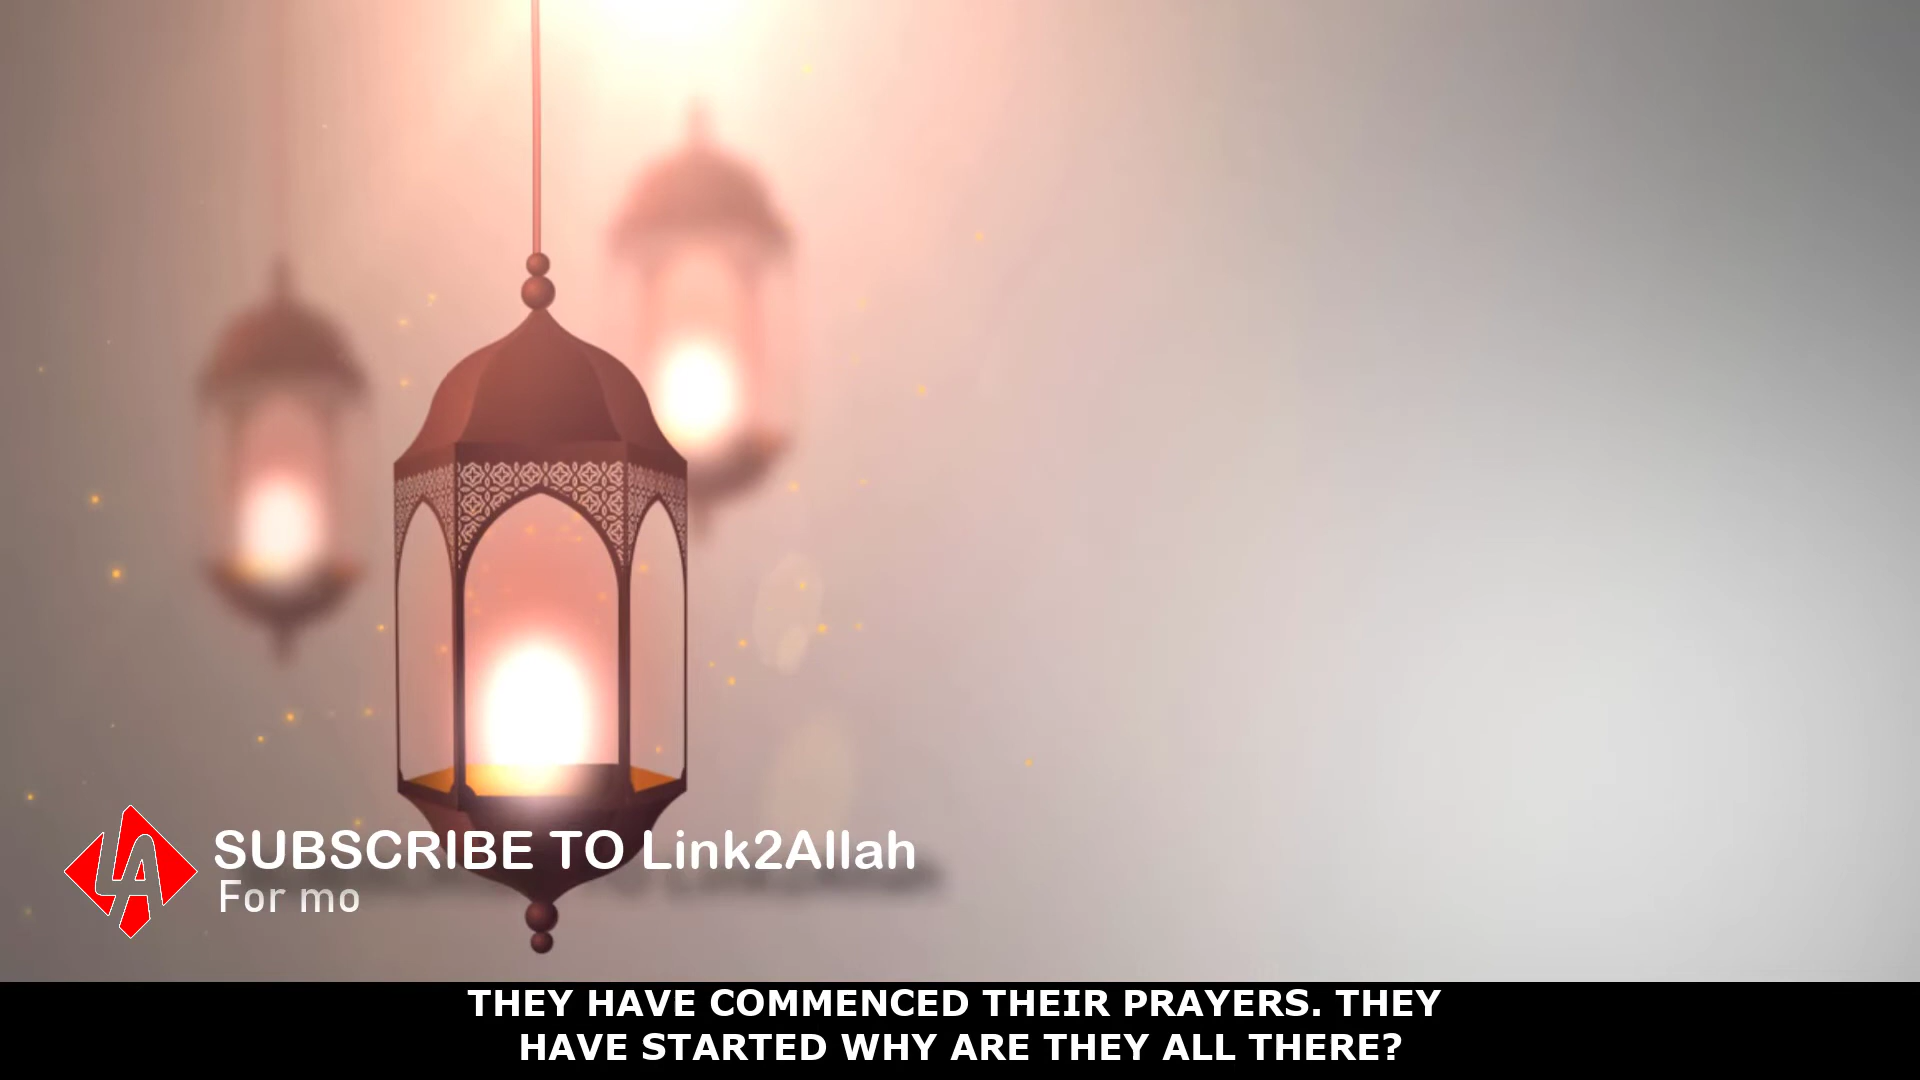 SUBSCRIBE TO Link2Allah
For mo
THEY HAVE COMMENCED THEIR PRAYERS. THEY
HAVE STARTED WHY ARE THEY ALL THERE?